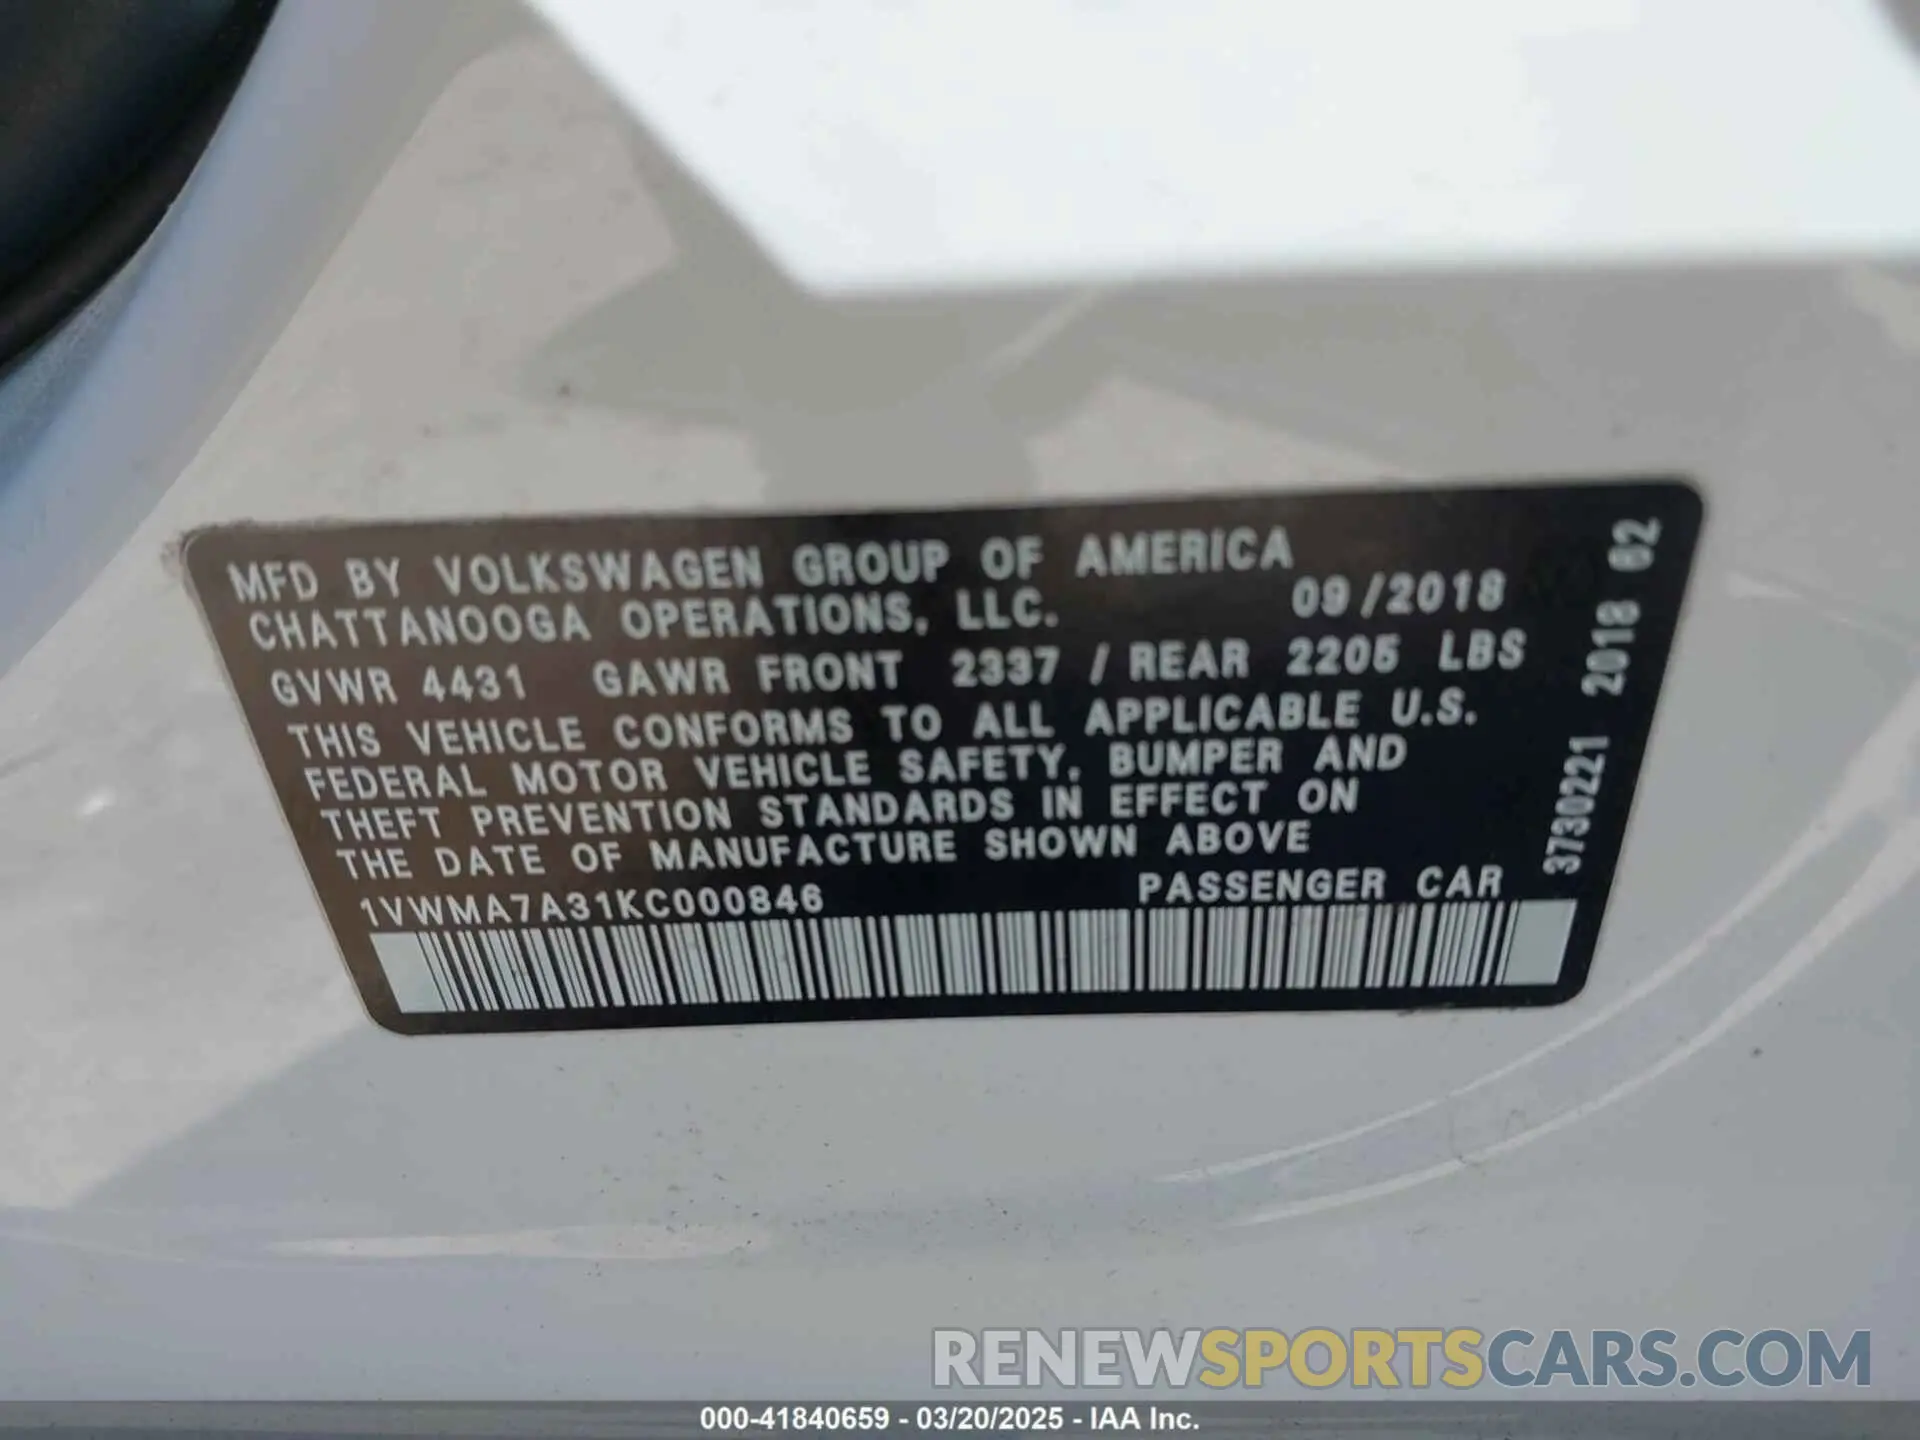 MFD BY VOLKSWAGEN GROUP OF AMERICA
CHATTANOOGA OPERATIONS, LLC. 09/2018
GVWR 4431 GAWR FRONT 2337 / REAR 2205 LBS
THIS VEHICLE CONFORMS TO ALL APPLICABLE U.S.
FEDERAL MOTOR VEHICLE SAFETY, BUMPER AND
THEFT PREVENTION STANDARDS IN EFFECT ON
THE DATE OF MANUFACTURE SHOWN ABOVE
1VWMA7A31KC000846 PASSENGER CAR
3730221 2018 62
RENEWSPORTSCARS.COM
000-41840659 - 03/20/2025 - IAA Inc.